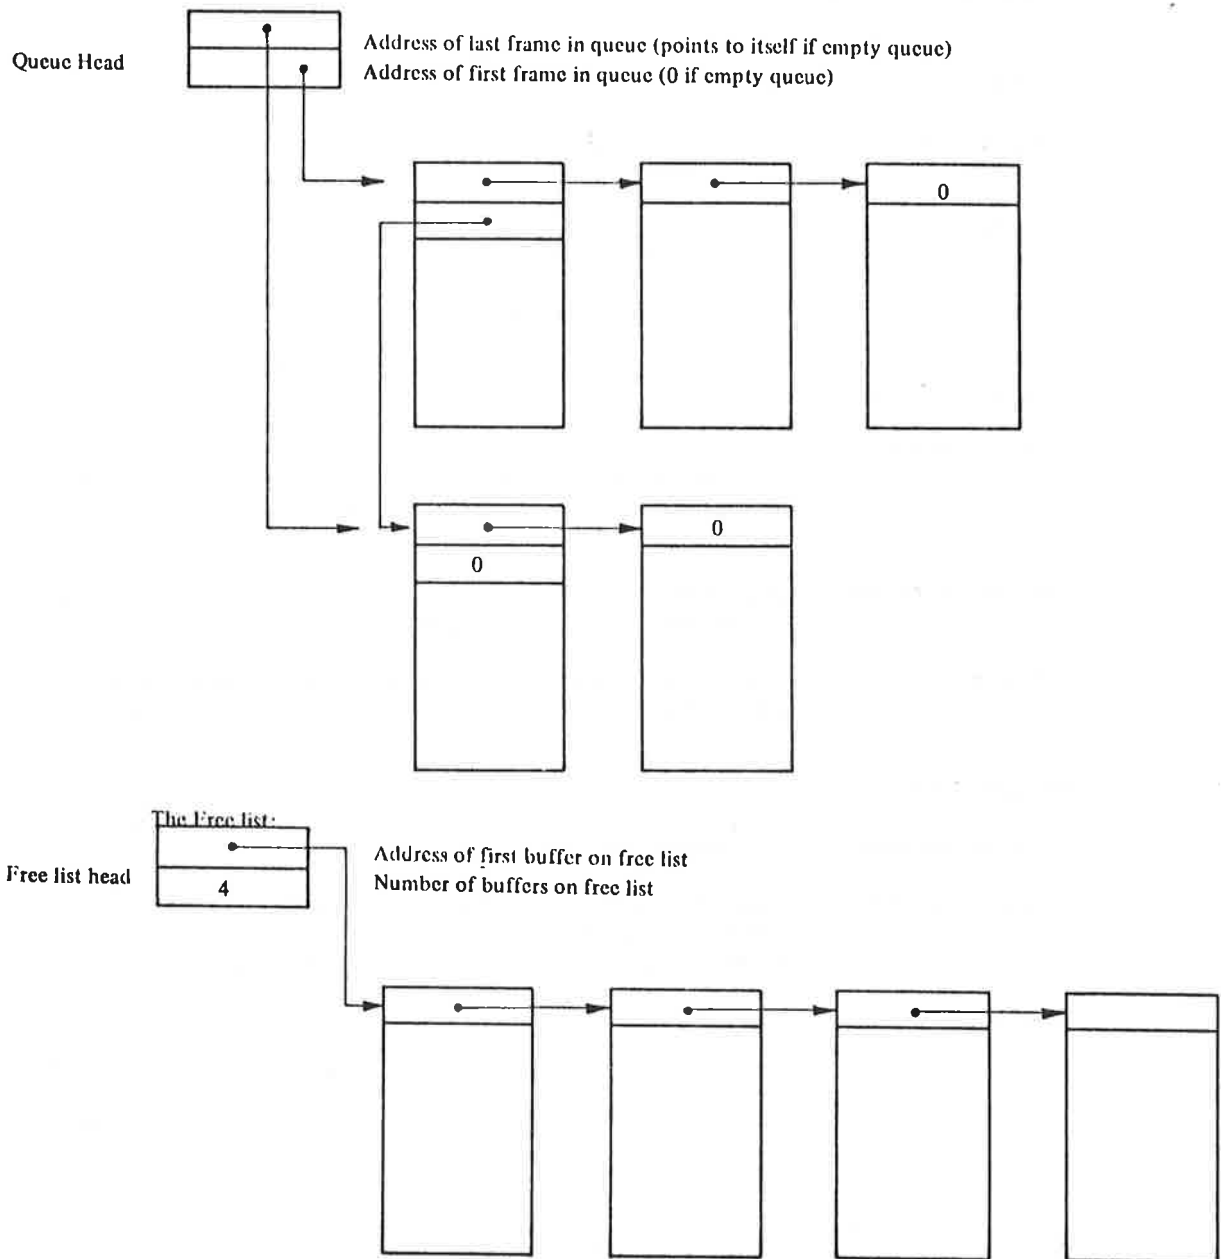 Address of last frame in queue (points to itself if empty queue)
Queue Head
Address of first frame in queue (0 if empty queue)
0
0
0
The Free list:
Address of first buffer on free list
Free list head
4
Number of buffers on free list